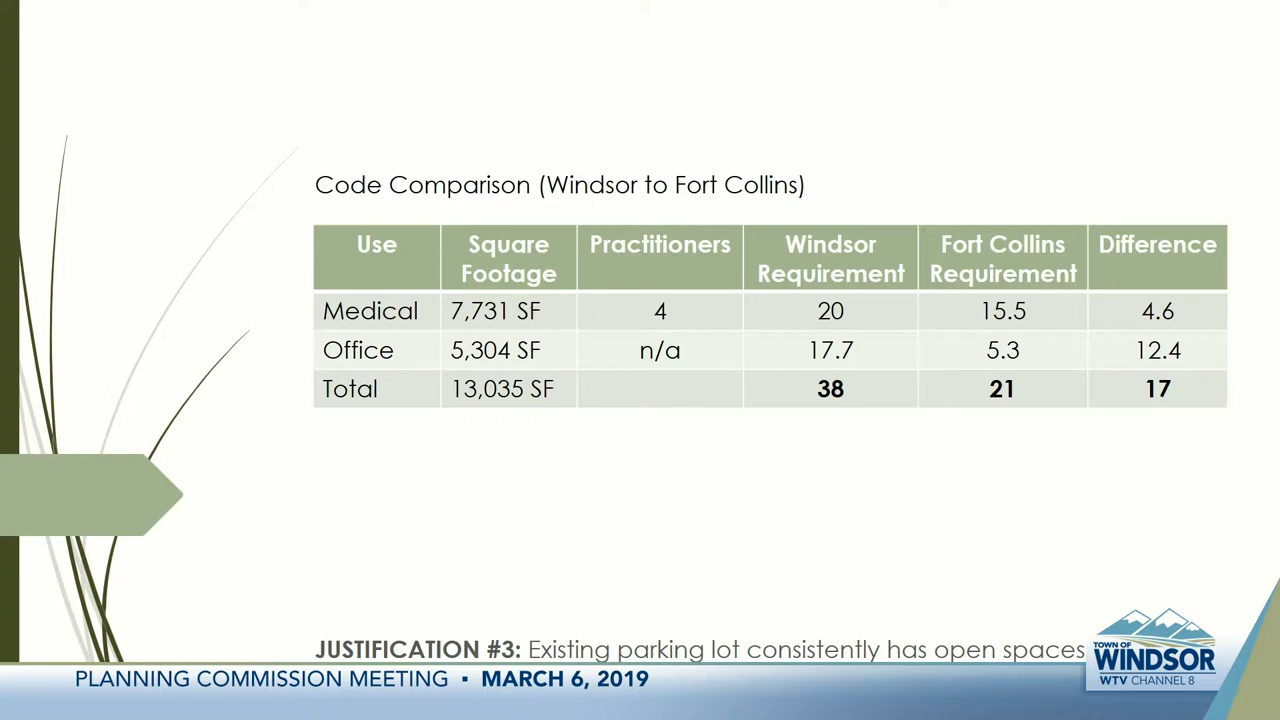 Code Comparison (Windsor to Fort Collins)
Use Square Footage Practitioners Windsor Requirement Fort Collins Requirement Difference
Medical 7,731 SF 4 20 15.5 4.6
Office 5,304 SF n/a 17.7 5.3 12.4
Total 13,035 SF 38 21 17
JUSTIFICATION #3: Existing parking lot consistently has open spaces
PLANNING COMMISSION MEETING ▪ MARCH 6, 2019
TOWN OF
WINDSOR
WTV CHANNEL 8